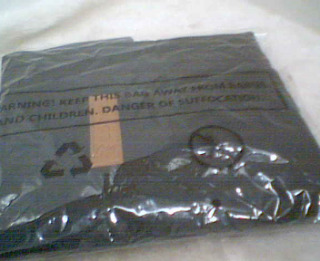 WARNING! KEEP THIS BAG AWAY FROM BABIES
AND CHILDREN. DANGER OF SUFFOCATION.